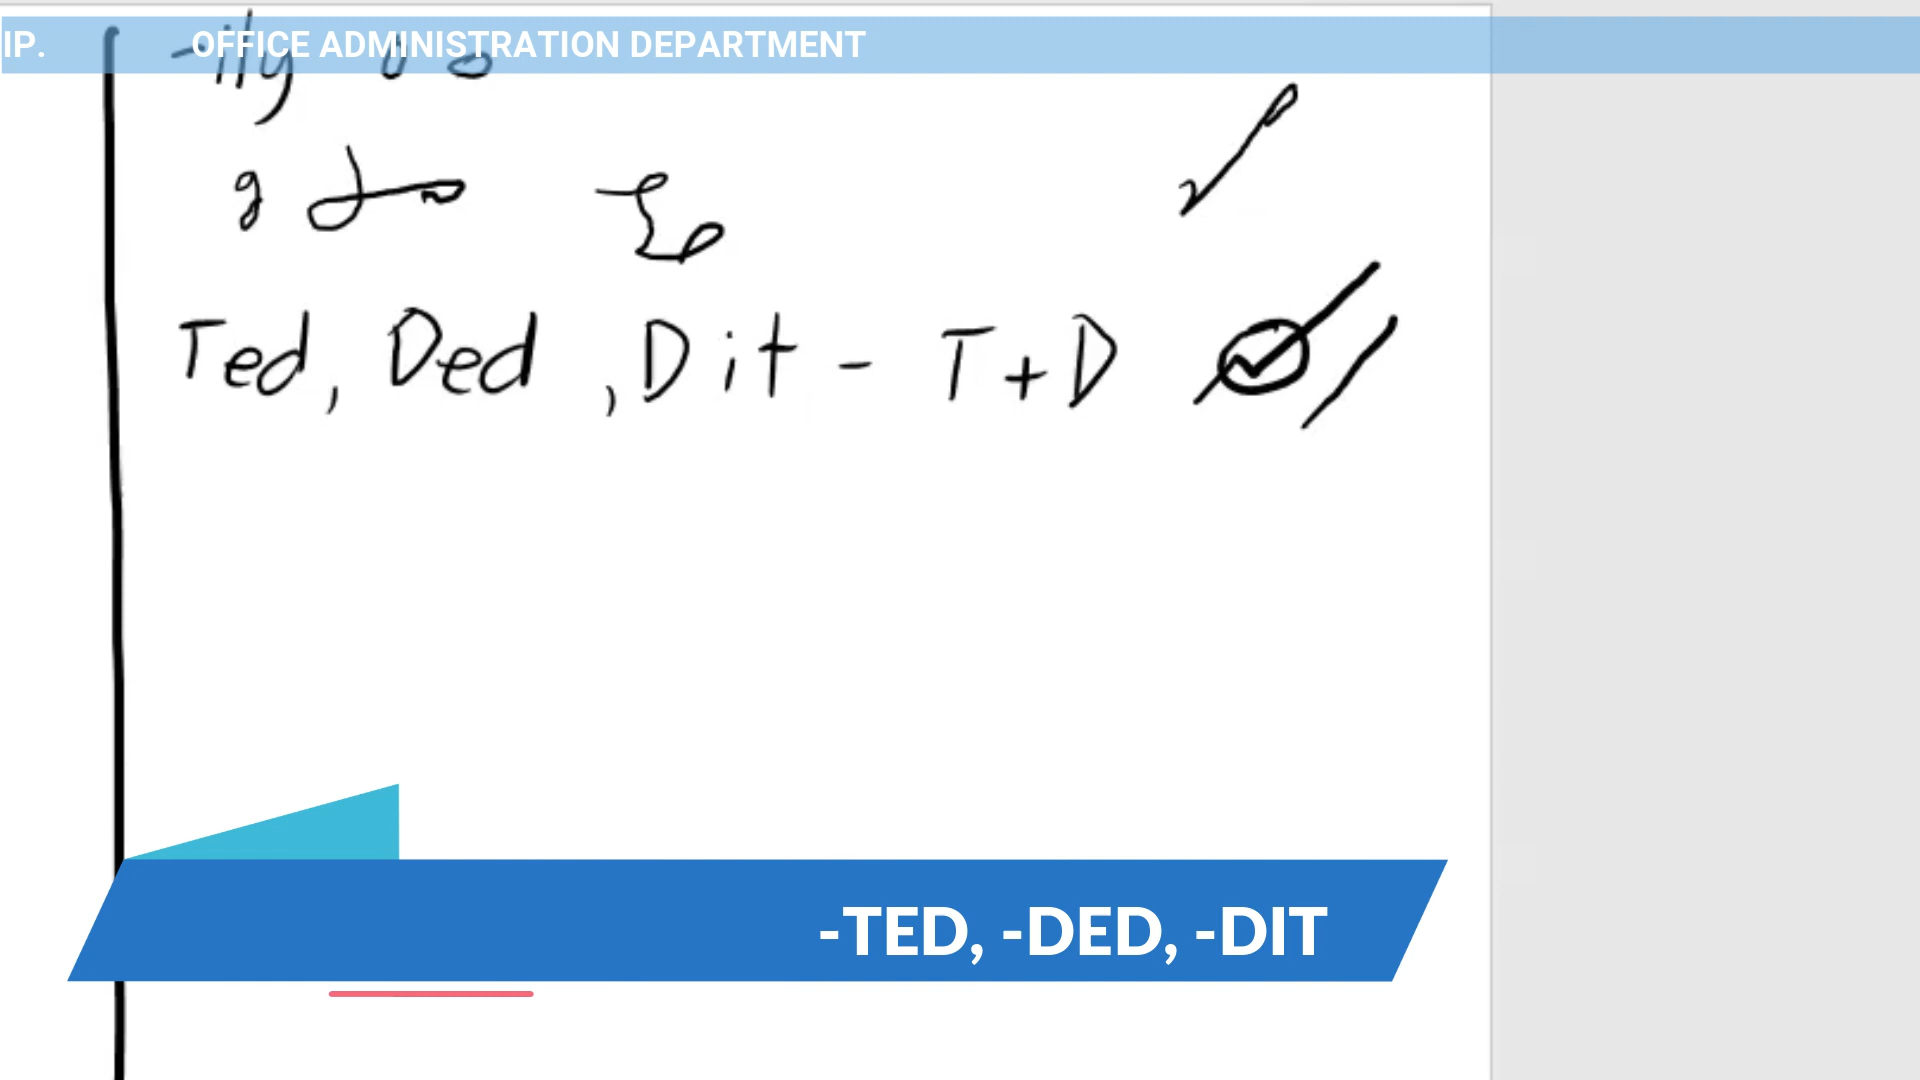 IP. OFFICE ADMINISTRATION DEPARTMENT
-ily
g
Ted, Ded, Dit - T+D
-TED, -DED, -DIT